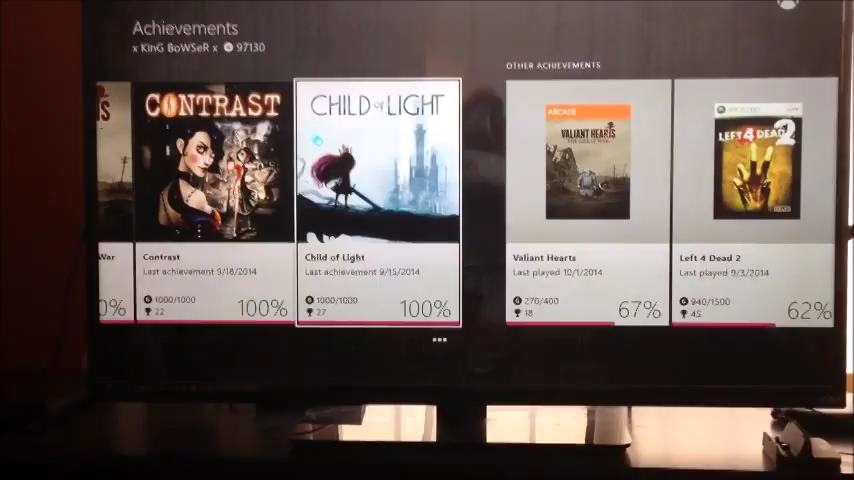 Achievements
x KinG BoWSeR x G 97130
OTHER ACHIEVEMENTS
S
CONTRAST
CHILD of LIGHT
ARCADE
VALIANT HEARTS
THE GREAT WAR
XBOX 360
LEFT 4 DEAD 2
War
0%
Contrast
Last achievement 9/18/2014
G 1000/1000
22
100%
Child of Light
Last achievement 9/15/2014
G 1000/1000
27
100%
Valiant Hearts
Last played 10/1/2014
G 270/400
18
67%
Left 4 Dead 2
Last played 9/3/2014
G 940/1500
45
62%